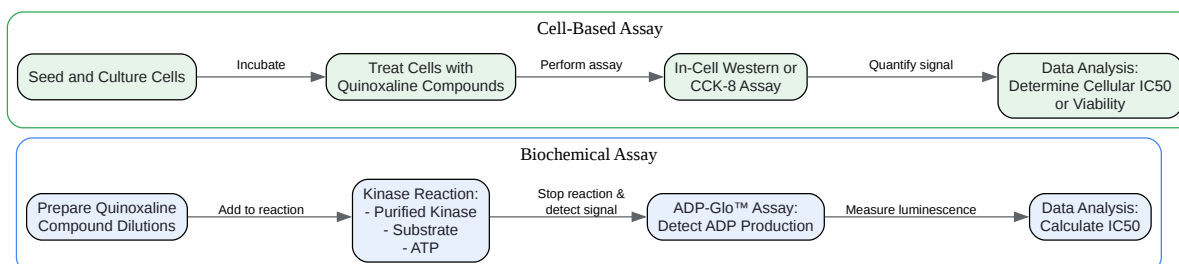 Cell-Based Assay
Seed and Culture Cells
Incubate
Treat Cells with
Quinoxaline Compounds
Perform assay
In-Cell Western or
CCK-8 Assay
Quantify signal
Data Analysis:
Determine Cellular IC50
or Viability
Biochemical Assay
Prepare Quinoxaline
Compound Dilutions
Add to reaction
Kinase Reaction:
- Purified Kinase
- Substrate
- ATP
Stop reaction &
detect signal
ADP-Glo™ Assay:
Detect ADP Production
Measure luminescence
Data Analysis:
Calculate IC50